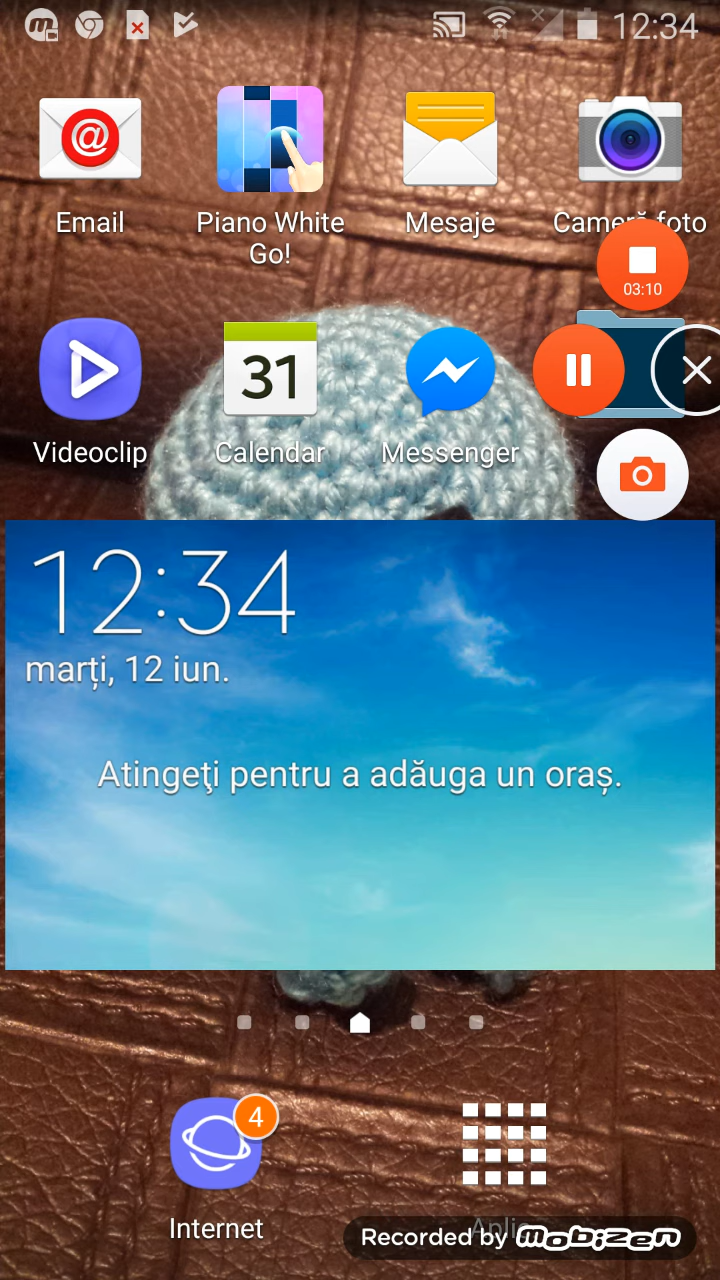 12:34
Email
Piano White
Go!
Mesaje
Cameră foto
03:10
31
Videoclip
Calendar
Messenger
12:34
marți, 12 iun.
Atingeţi pentru a adăuga un oraș.
4
Internet
Recorded by mobizen